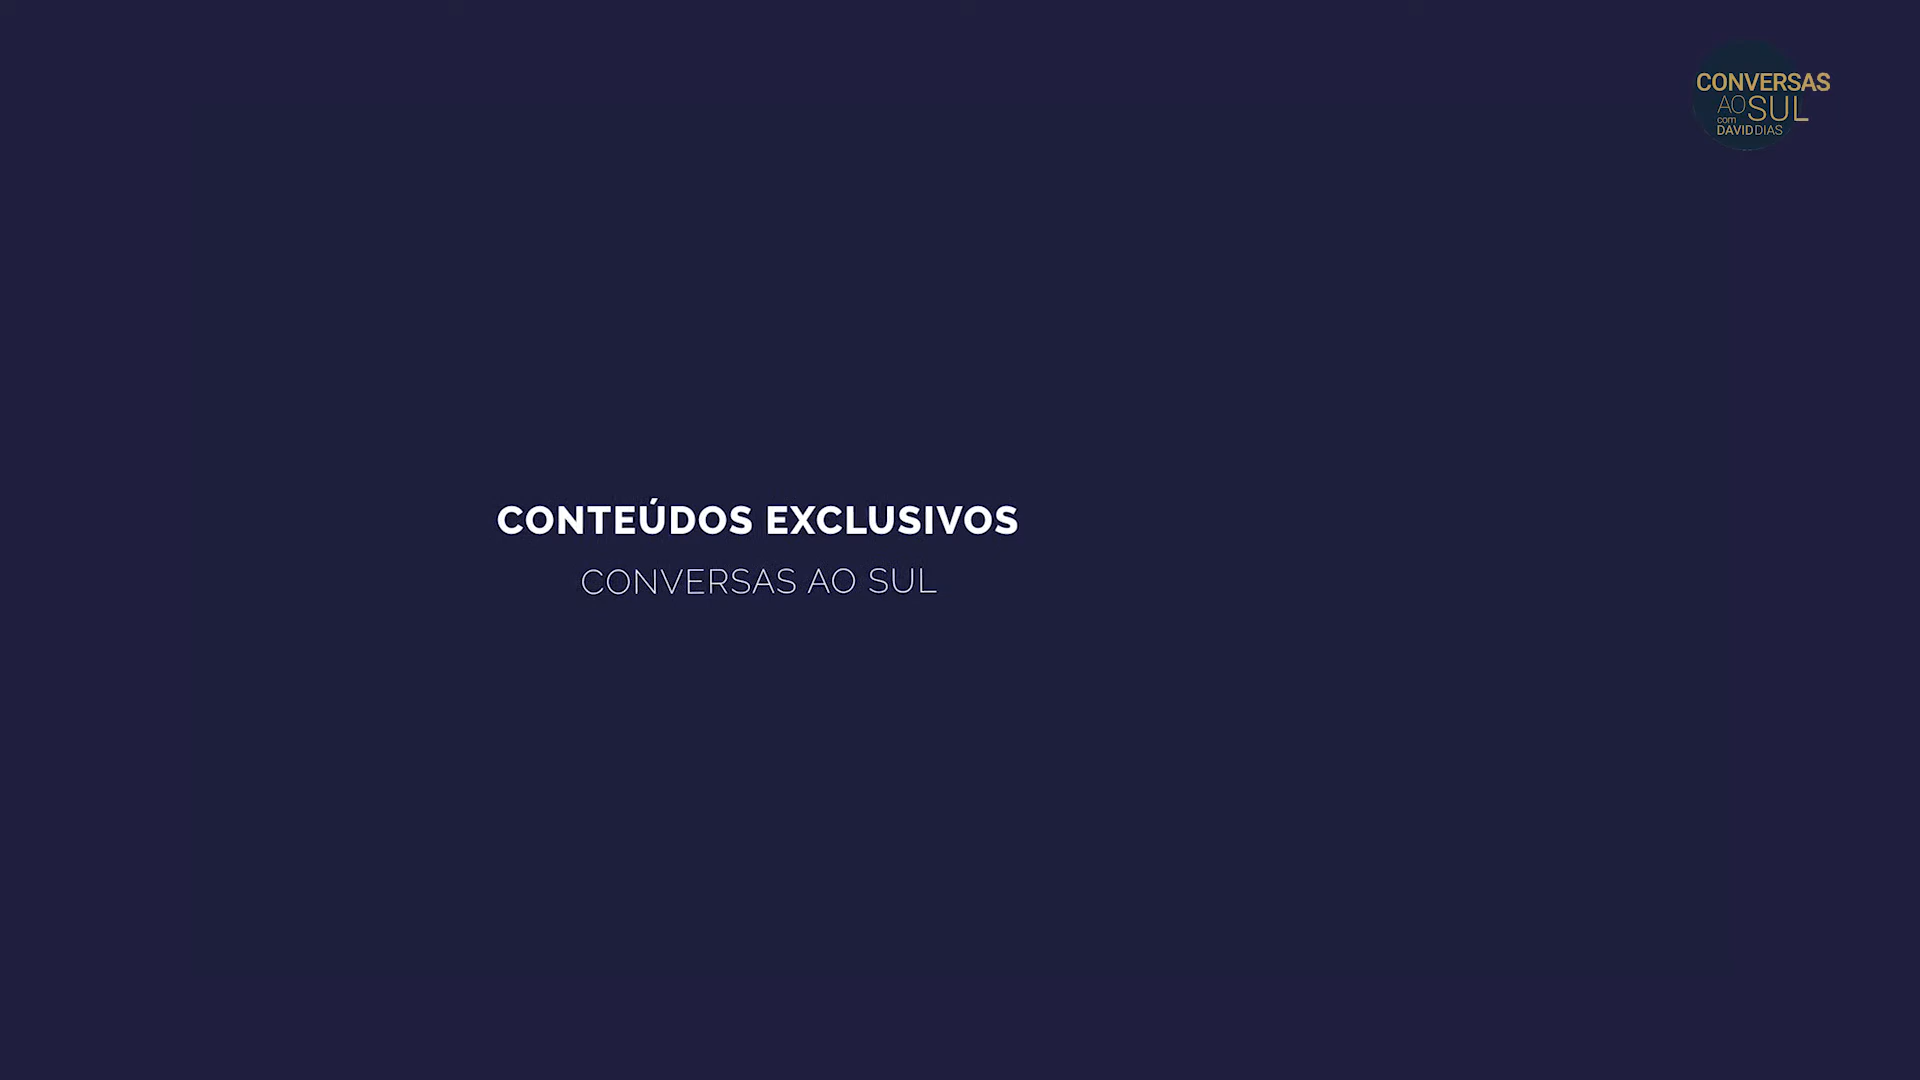 CONVERSAS
AO SUL
com
DAVID DIAS
CONTEÚDOS EXCLUSIVOS
CONVERSAS AO SUL